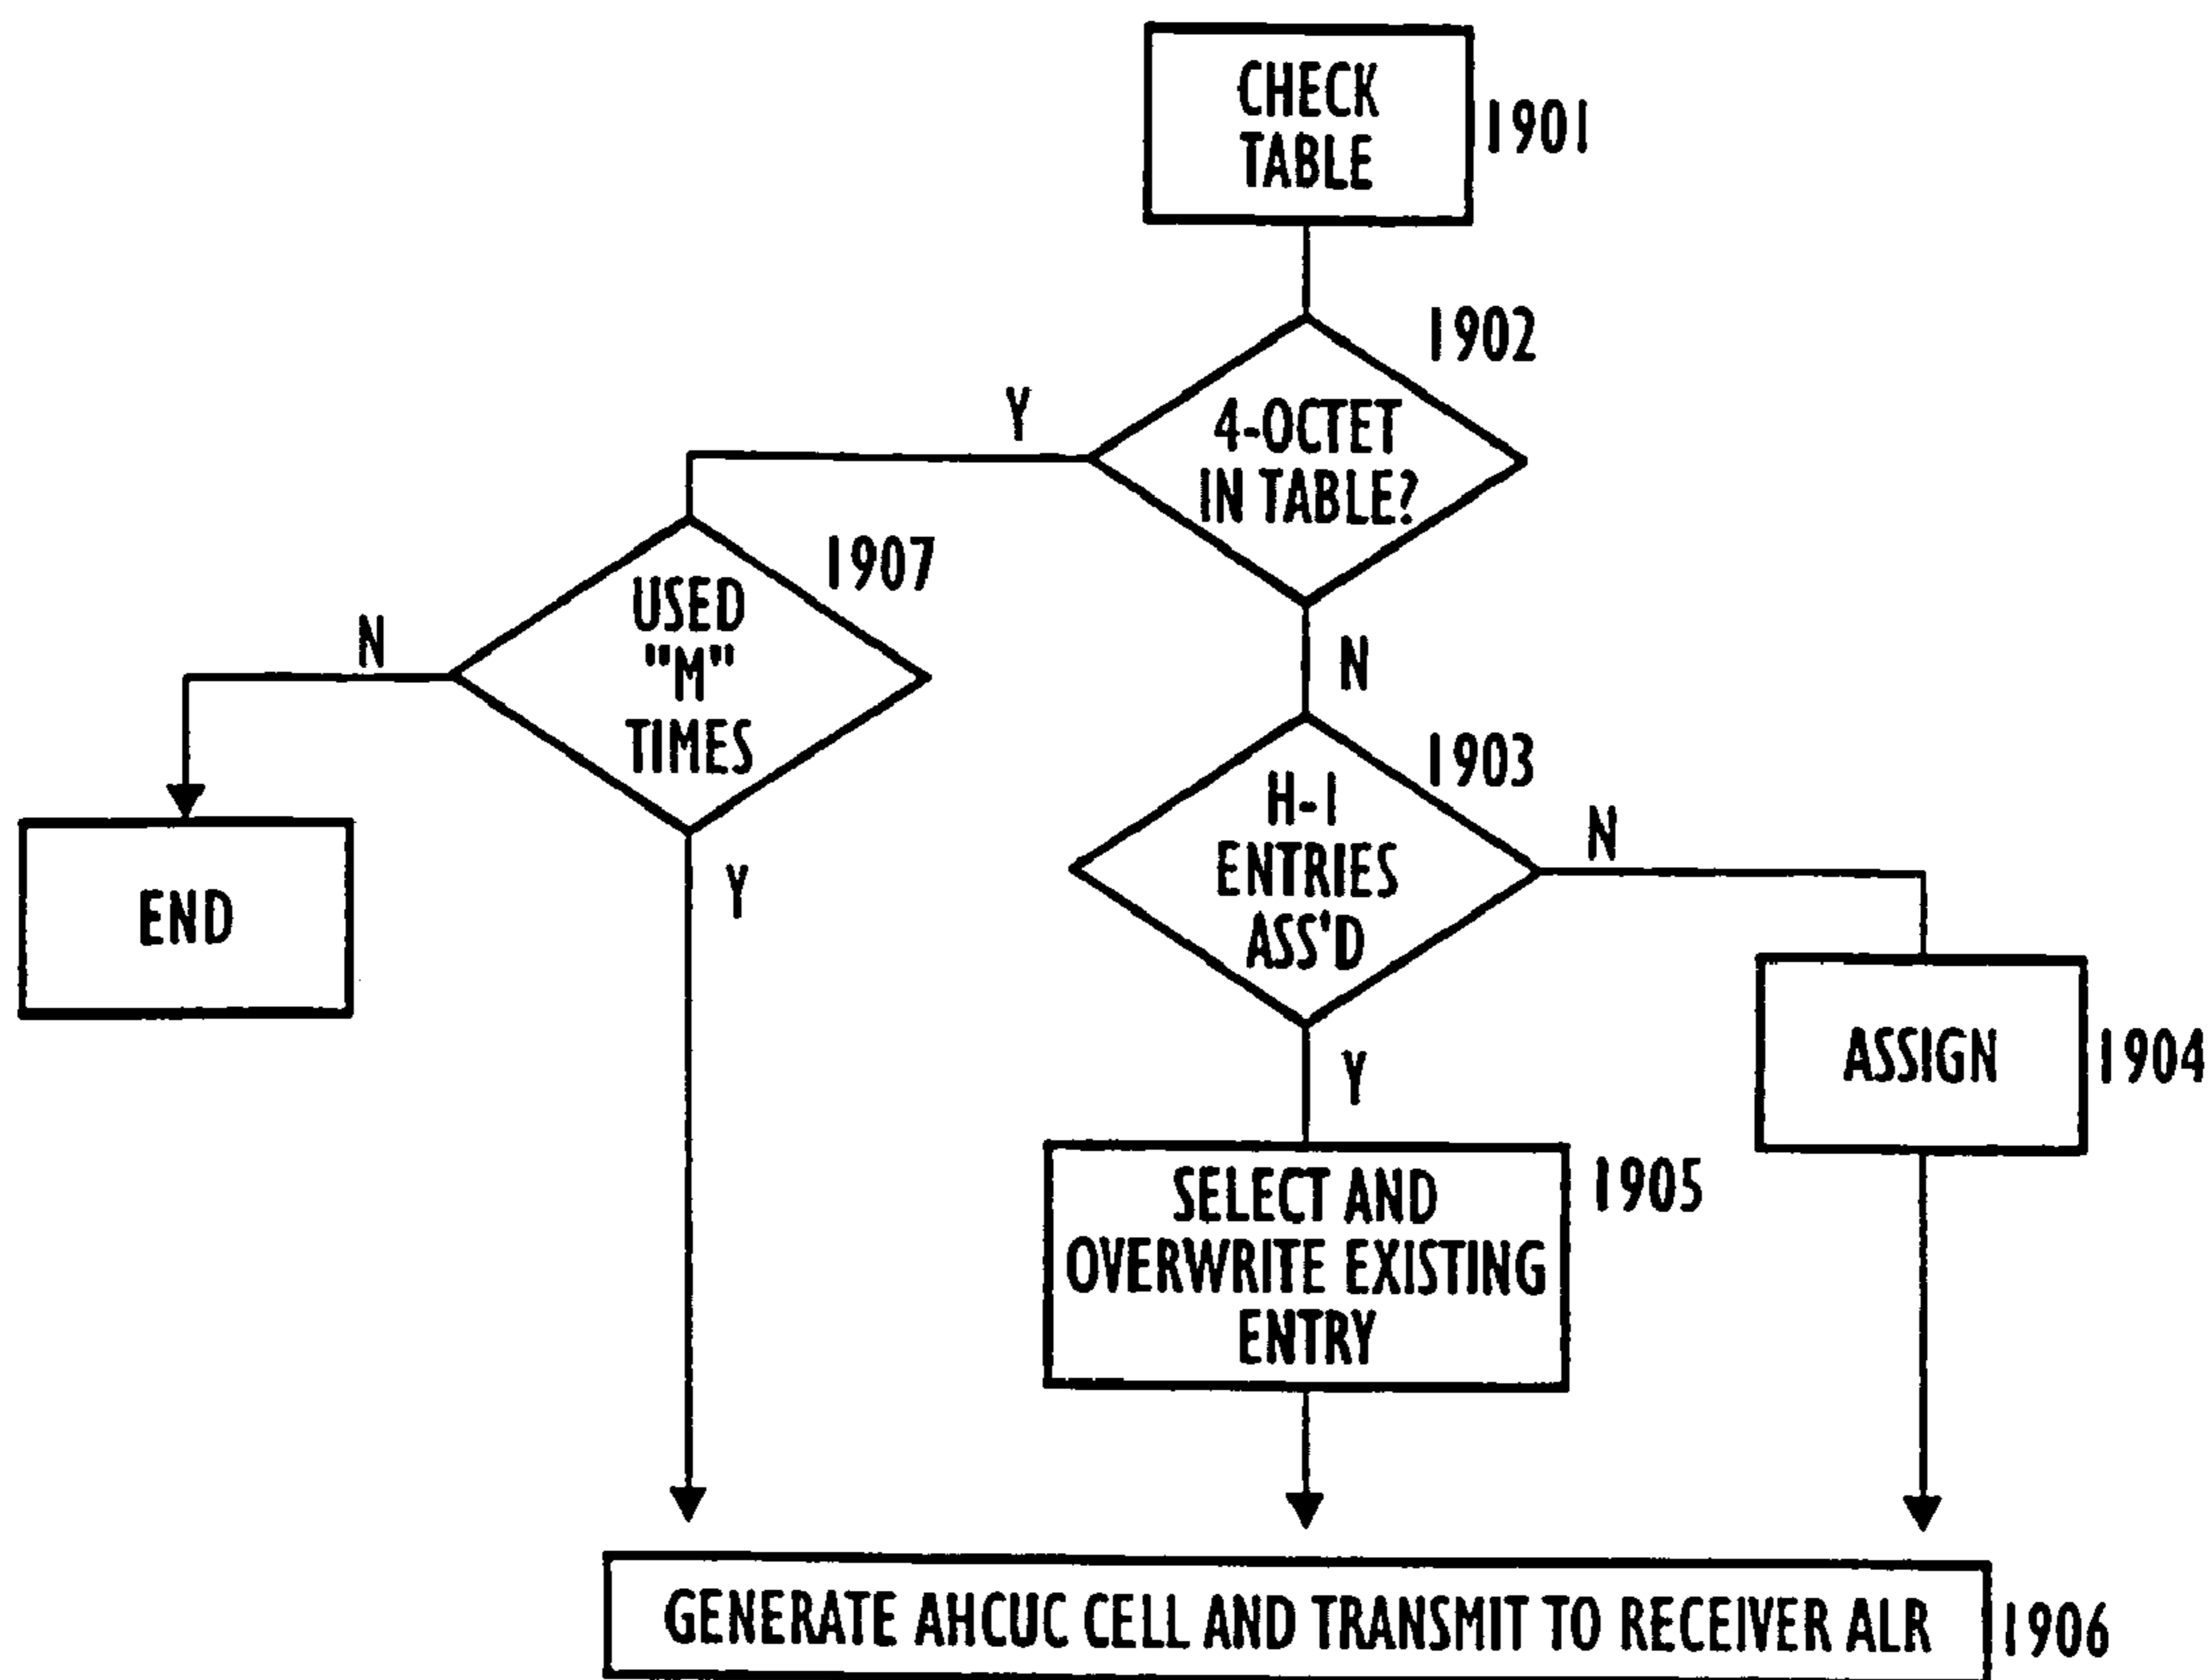 CHECK
TABLE
1901
1902
Y
4-OCTET
IN TABLE?
1907
USED
"M"
TIMES
N
N
1903
H-1
ENTRIES
ASS'D
N
END
Y
Y
ASSIGN
1904
SELECT AND
OVERWRITE EXISTING
ENTRY
1905
GENERATE AHCUC CELL AND TRANSMIT TO RECEIVER ALR
1906